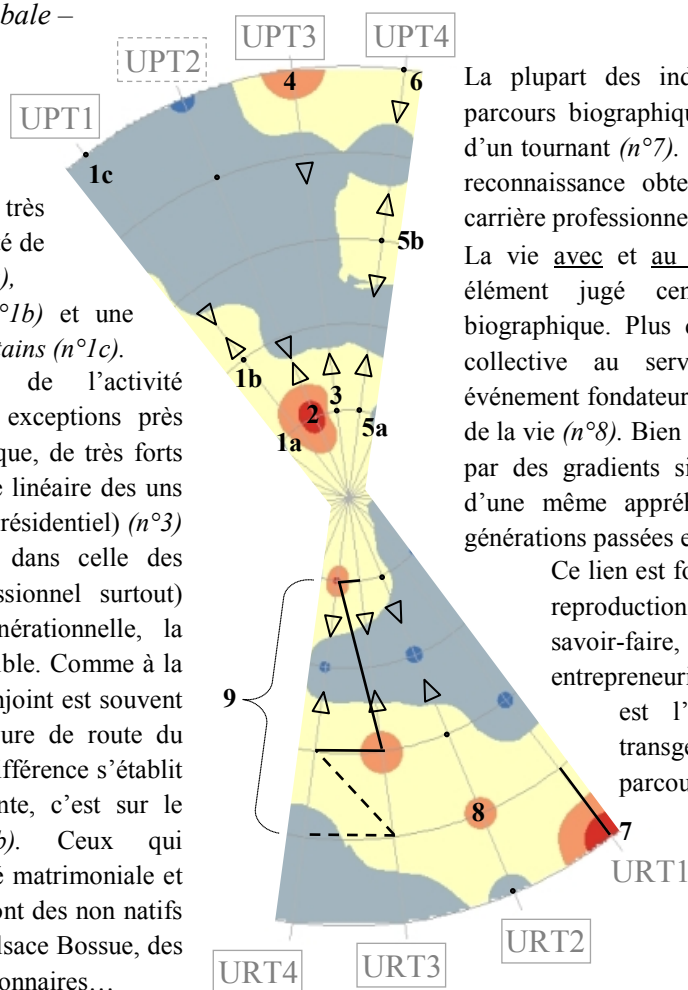 bale –
UPT1
UPT2
UPT3
UPT4
4
6
1c
5b
1b
3
2
5a
1a
très
é de
),
°1b) et une
tains (n°1c).
de l’activité
exceptions près
que, de très forts
e linéaire des uns
résidentiel) (n°3)
dans celle des
ssionnel surtout)
nérationnelle, la
ible. Comme à la
njoint est souvent
ure de route du
ifférence s’établit
nte, c’est sur le
b). Ceux qui
é matrimoniale et
ont des non natifs
lsace Bossue, des
onnaires…
La plupart des ind
parcours biographiqu
d’un tournant (n°7).
reconnaissance obte
carrière professionne
La vie avec et au
élément jugé cen
biographique. Plus d
collective au serv
événement fondateur
de la vie (n°8). Bien
par des gradients si
d’une même appréh
générations passées e
Ce lien est fo
reproduction
savoir-faire,
entrepreneuri
est l’
transge
parcou
9
8
7
URT1
URT2
URT3
URT4